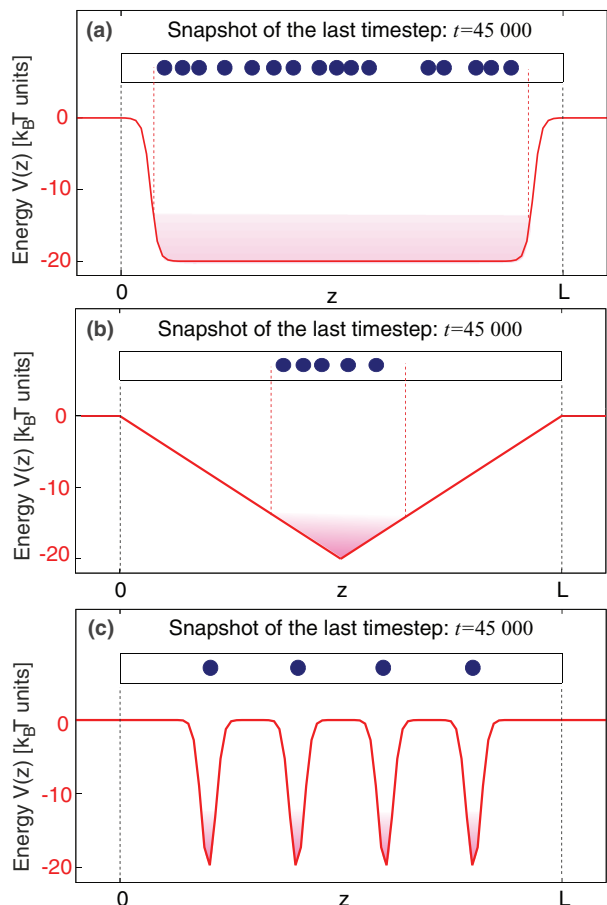 (a) Snapshot of the last timestep: t=45 000
Energy V(z) [kBT units]
0
-10
-20
0 z L
(b) Snapshot of the last timestep: t=45 000
Energy V(z) [kBT units]
0
-10
-20
0 z L
(c) Snapshot of the last timestep: t=45 000
Energy V(z) [kBT units]
0
-10
-20
0 z L